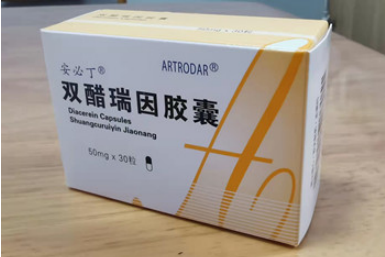 安必丁® ARTRODAR®
双醋瑞因胶囊
Diacerein Capsules
Shuangcuruiyin Jiaonang
50mg x 30粒